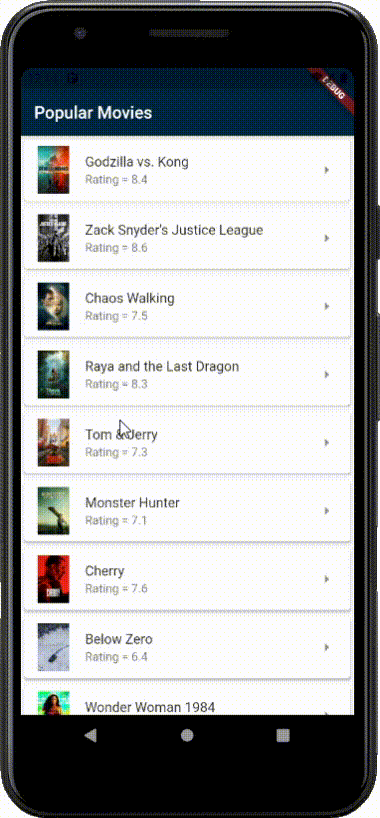 DEBUG
Popular Movies
Godzilla vs. Kong
Rating = 8.4
Zack Snyder's Justice League
Rating = 8.6
Chaos Walking
Rating = 7.5
Raya and the Last Dragon
Rating = 8.3
Tom & Jerry
Rating = 7.3
Monster Hunter
Rating = 7.1
Cherry
Rating = 7.6
Below Zero
Rating = 6.4
Wonder Woman 1984